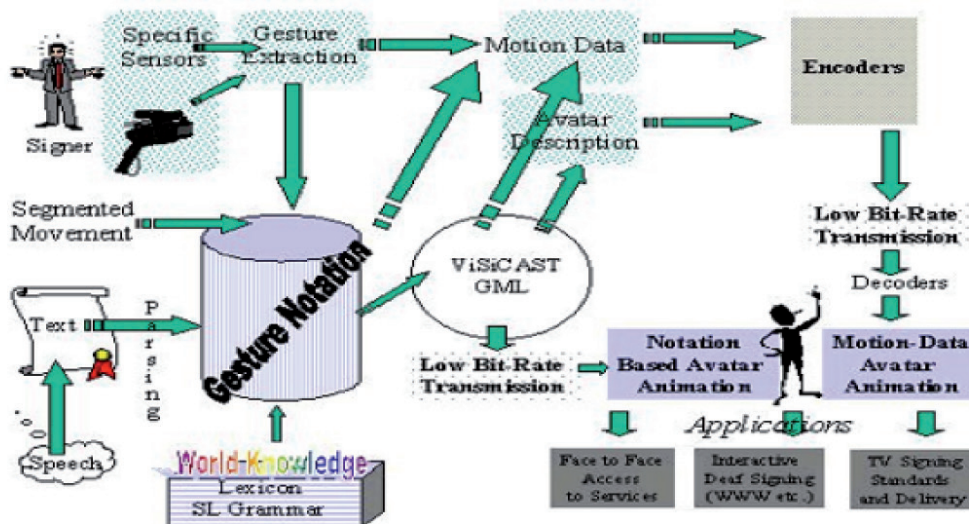 Specific
Sensors
Gesture
Extraction
Motion Data
Encoders
Signer
Avatar
Description
Segmented
Movement
Low Bit-Rate
Transmission
Gesture Notation
ViSiCAST
GML
Decoders
Text
Parsing
Low Bit-Rate
Transmission
Notation
Based Avatar
Animation
Motion-Data
Avatar
Animation
Applications
Speech
World-Knowledge
Lexicon
SL Grammar
Face to Face
Access
to Services
Interactive
Deaf Signing
(WWW etc.)
TV Signing
Standards
and Delivery